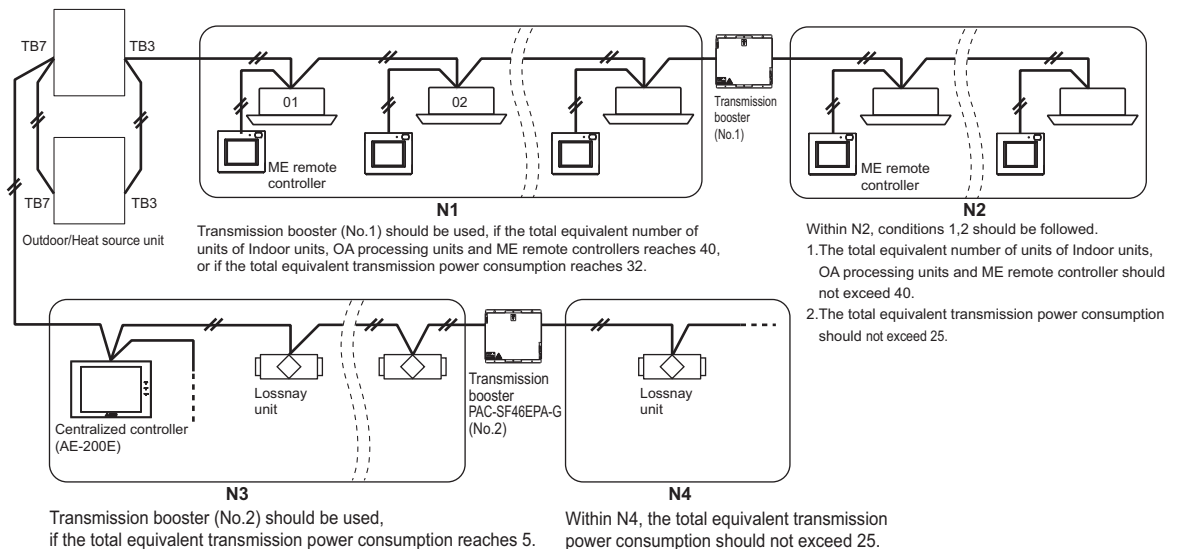 TB7
TB3
TB7
TB3
Outdoor/Heat source unit
01
02
ME remote
controller
N1
Transmission booster (No.1) should be used, if the total equivalent number of
units of Indoor units, OA processing units and ME remote controllers reaches 40,
or if the total equivalent transmission power consumption reaches 32.
Transmission
booster
(No.1)
ME remote
controller
N2
Within N2, conditions 1,2 should be followed.
1.The total equivalent number of units of Indoor units,
OA processing units and ME remote controller should
not exceed 40.
2.The total equivalent transmission power consumption
should not exceed 25.
Centralized controller
(AE-200E)
Lossnay
unit
N3
Transmission booster (No.2) should be used,
if the total equivalent transmission power consumption reaches 5.
Transmission
booster
PAC-SF46EPA-G
(No.2)
Lossnay
unit
N4
Within N4, the total equivalent transmission
power consumption should not exceed 25.